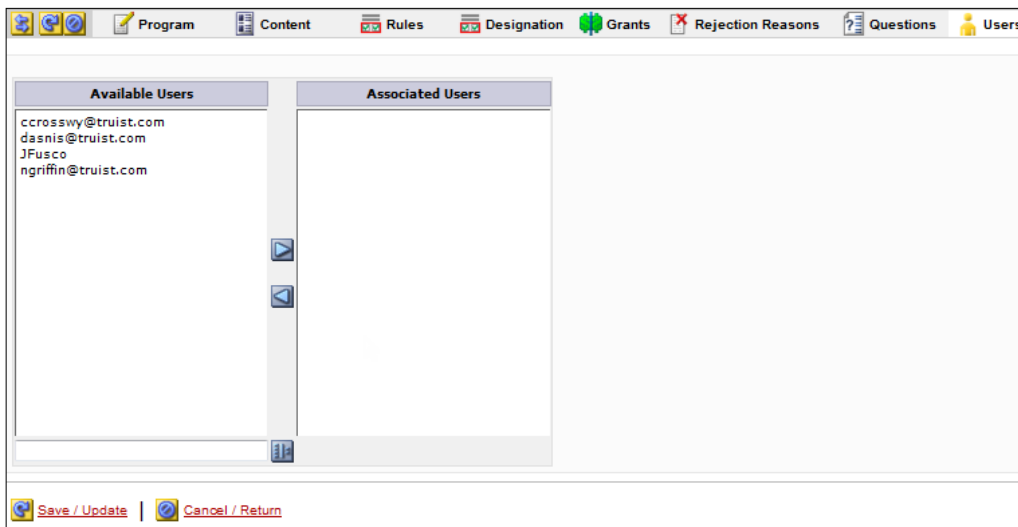 Program Content Rules Designation Grants Rejection Reasons Questions Users
Available Users Associated Users
ccrosswy@truist.com
dasnis@truist.com
JFusco
ngriffin@truist.com
Save / Update | Cancel / Return